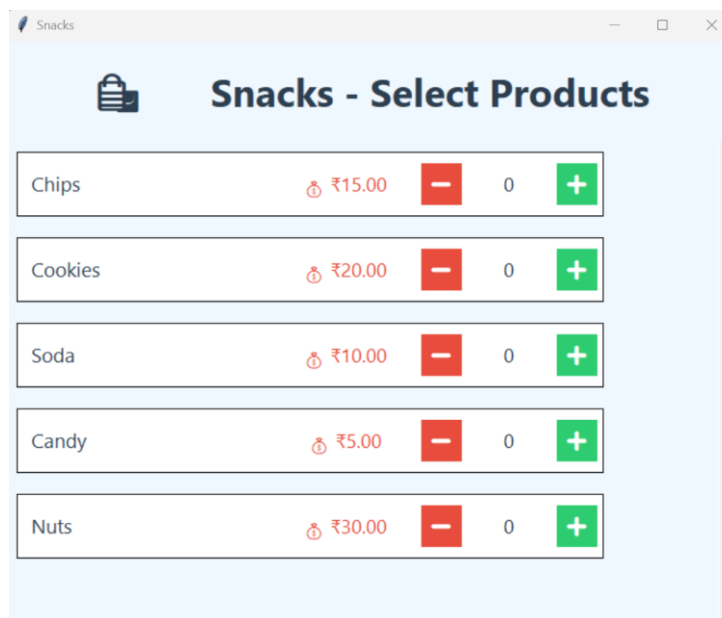 Snacks
Snacks - Select Products
Chips ₹15.00 0
Cookies ₹20.00 0
Soda ₹10.00 0
Candy ₹5.00 0
Nuts ₹30.00 0